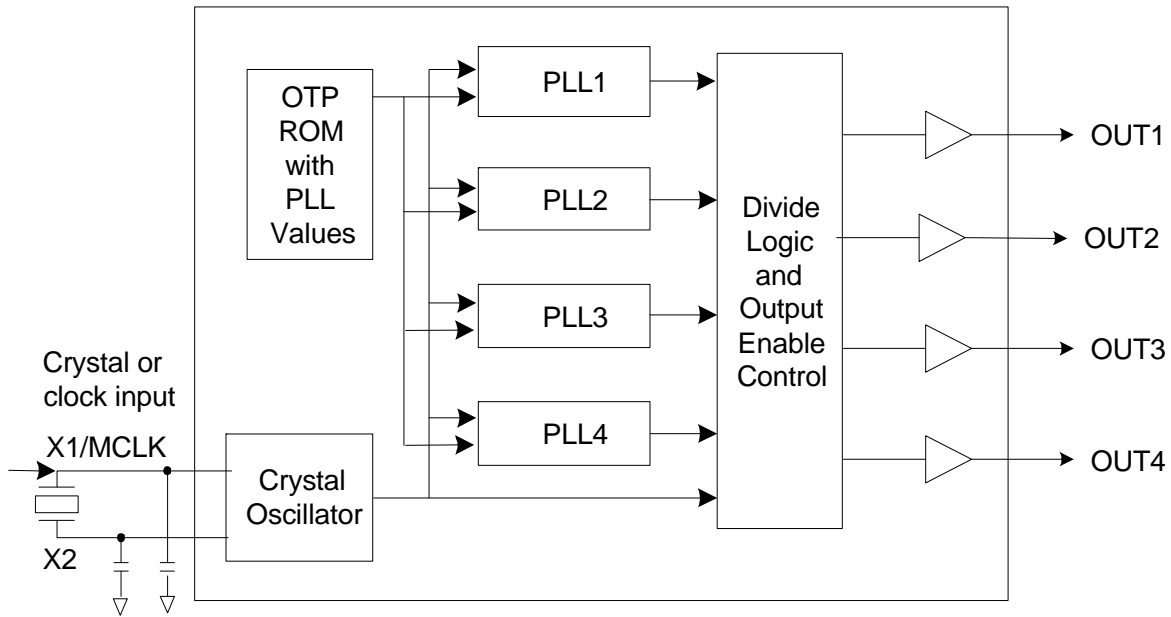 OTP
ROM
with
PLL
Values
PLL1
PLL2
PLL3
PLL4
Divide
Logic
and
Output
Enable
Control
OUT1
OUT2
OUT3
OUT4
Crystal or
clock input
X1/MCLK
X2
Crystal
Oscillator